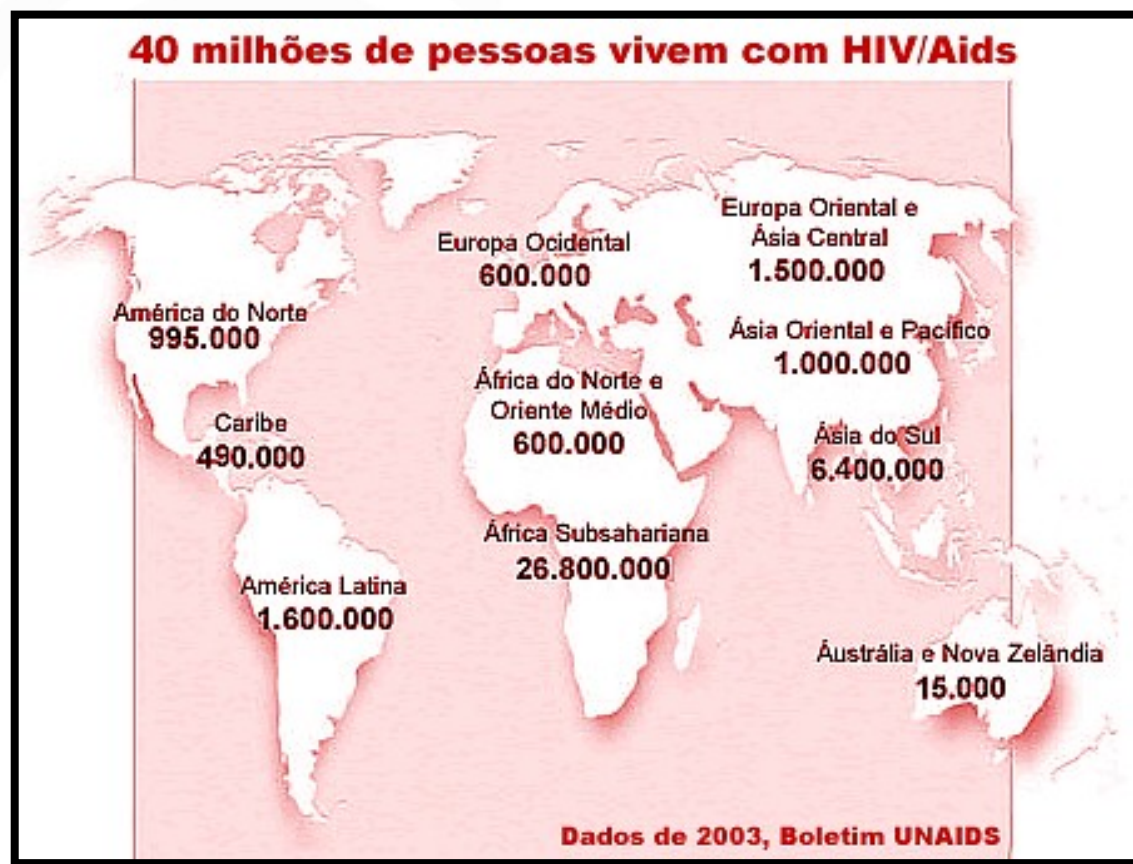 40 milhões de pessoas vivem com HIV/Aids
Europa Oriental e
Ásia Central
1.500.000
Europa Ocidental
600.000
América do Norte
995.000
Ásia Oriental e Pacífico
1.000.000
África do Norte e
Oriente Médio
600.000
Caribe
490.000
Ásia do Sul
6.400.000
África Subsahariana
26.800.000
América Latina
1.600.000
Áustrália e Nova Zelândia
15.000
Dados de 2003, Boletim UNAIDS